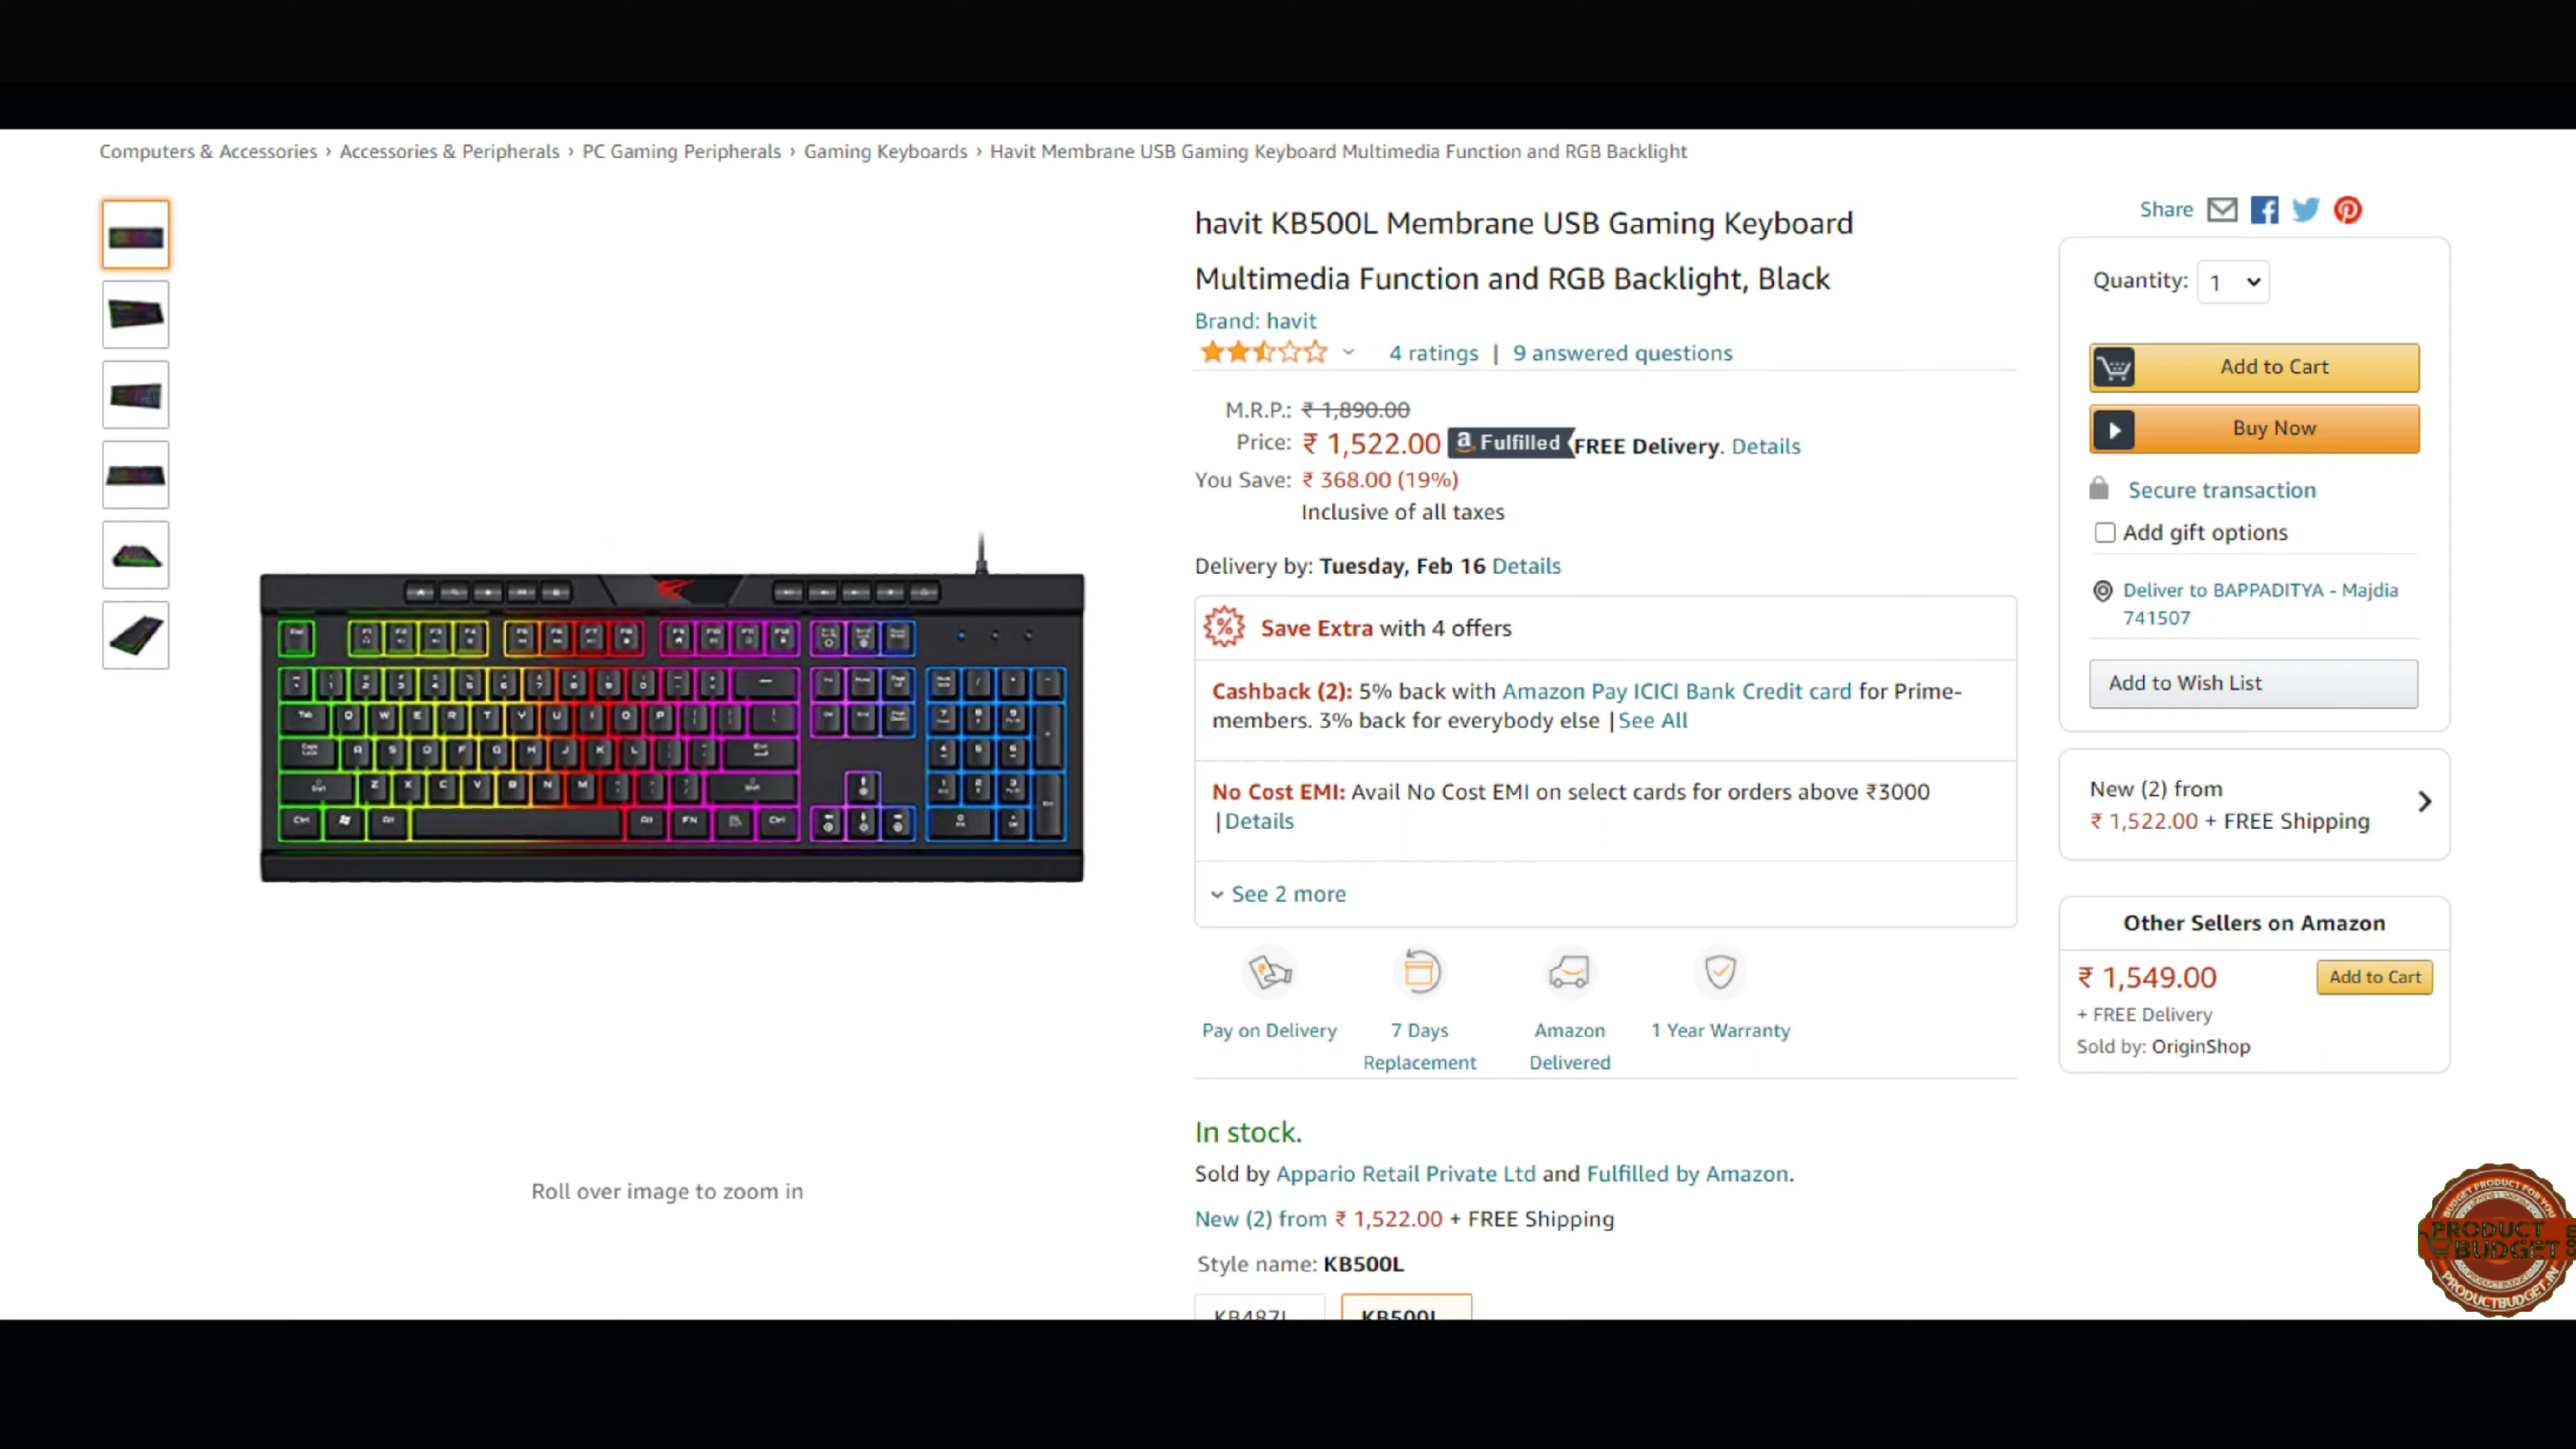 Computers & Accessories › Accessories & Peripherals › PC Gaming Peripherals › Gaming Keyboards › Havit Membrane USB Gaming Keyboard Multimedia Function and RGB Backlight
havit KB500L Membrane USB Gaming Keyboard
Multimedia Function and RGB Backlight, Black
Brand: havit
4 ratings | 9 answered questions
M.R.P.: ₹ 1,890.00
Price: ₹ 1,522.00 a Fulfilled FREE Delivery. Details
You Save: ₹ 368.00 (19%)
Inclusive of all taxes
Delivery by: Tuesday, Feb 16 Details
Save Extra with 4 offers
Cashback (2): 5% back with Amazon Pay ICICI Bank Credit card for Prime-
members. 3% back for everybody else | See All
No Cost EMI: Avail No Cost EMI on select cards for orders above ₹3000
| Details
See 2 more
Pay on Delivery
7 Days
Replacement
Amazon
Delivered
1 Year Warranty
In stock.
Sold by Appario Retail Private Ltd and Fulfilled by Amazon.
New (2) from ₹ 1,522.00 + FREE Shipping
Style name: KB500L
KB487L
KB500L
Roll over image to zoom in
Share
Quantity: 1
Add to Cart
Buy Now
Secure transaction
Add gift options
Deliver to BAPPADITYA - Majdia
741507
Add to Wish List
New (2) from
₹ 1,522.00 + FREE Shipping
Other Sellers on Amazon
₹ 1,549.00
Add to Cart
+ FREE Delivery
Sold by: OriginShop
BUDGET PRODUCT FOR YOU
PRODUCT
BUDGET
PRODUCTBUDGET.IN